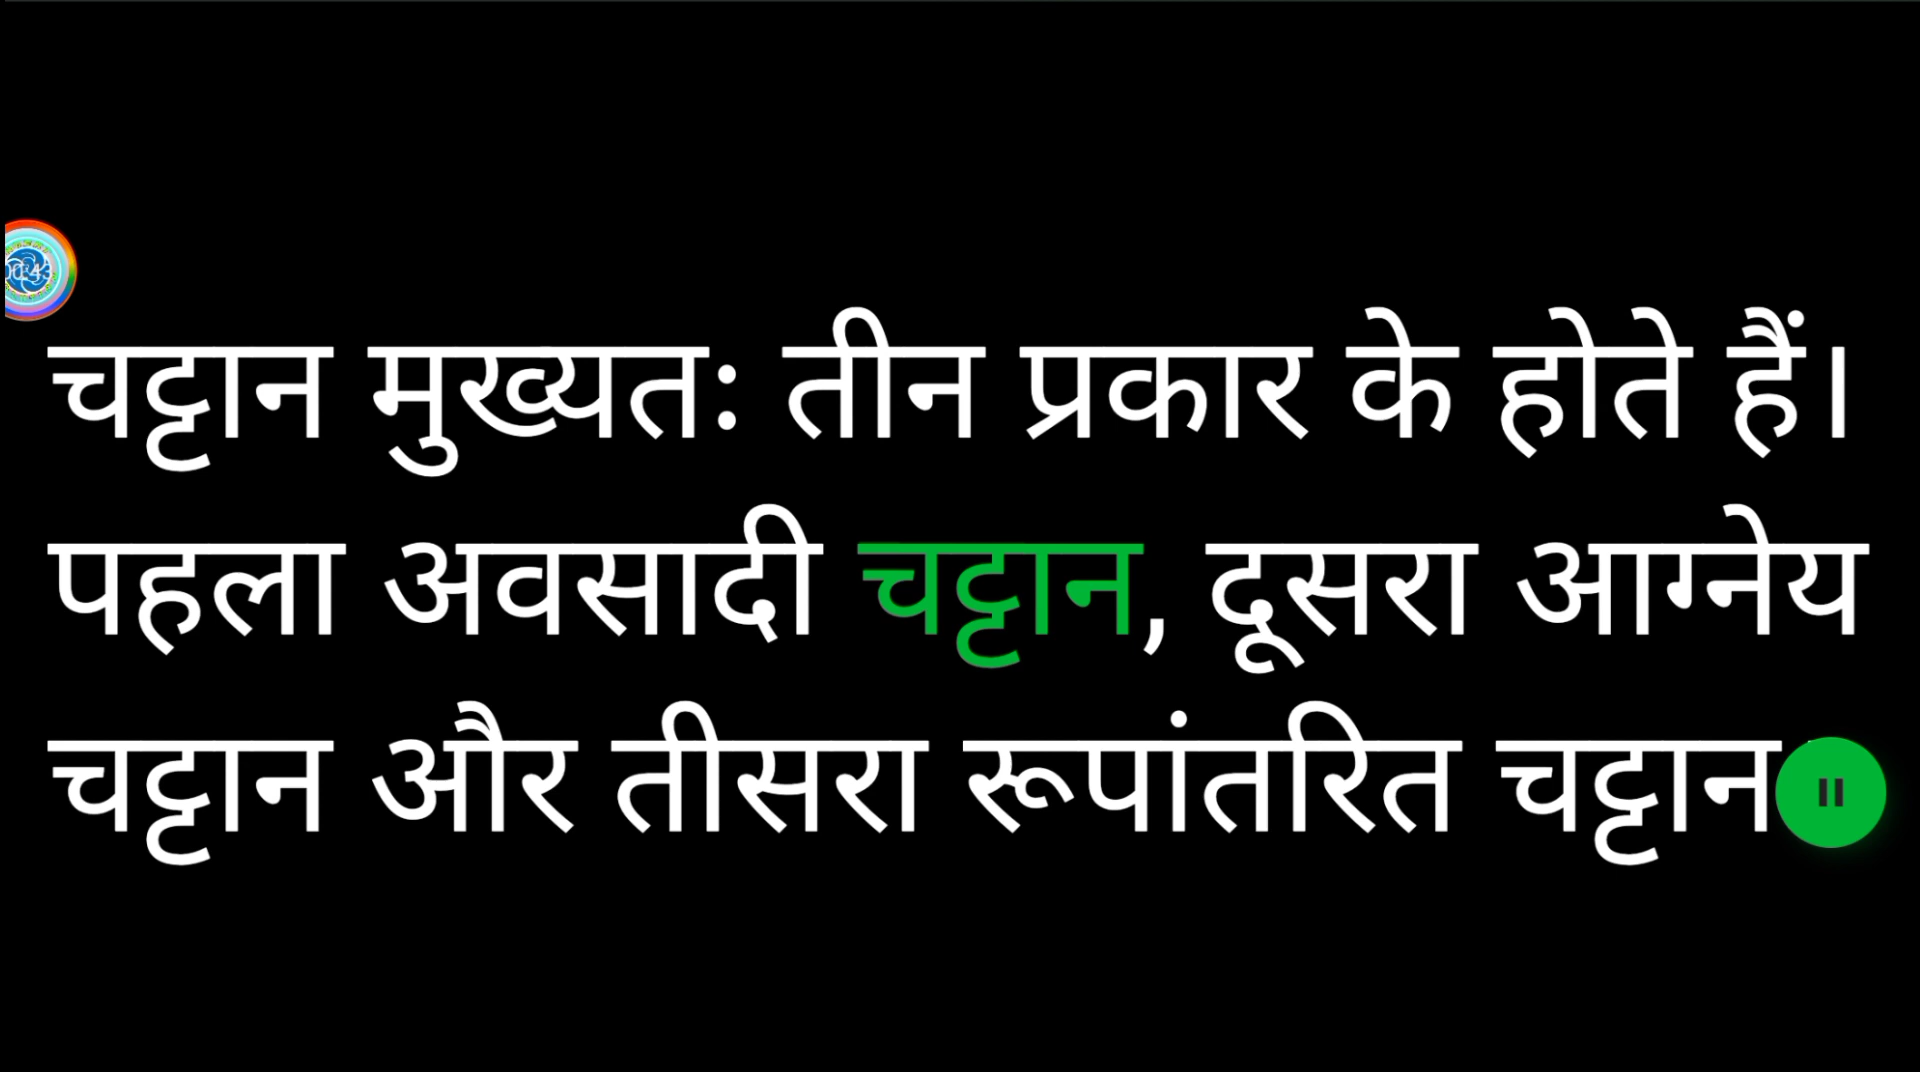 चट्टान मुख्यतः तीन प्रकार के होते हैं।
पहला अवसादी चट्टान, दूसरा आग्नेय
चट्टान और तीसरा रूपांतरित चट्टान